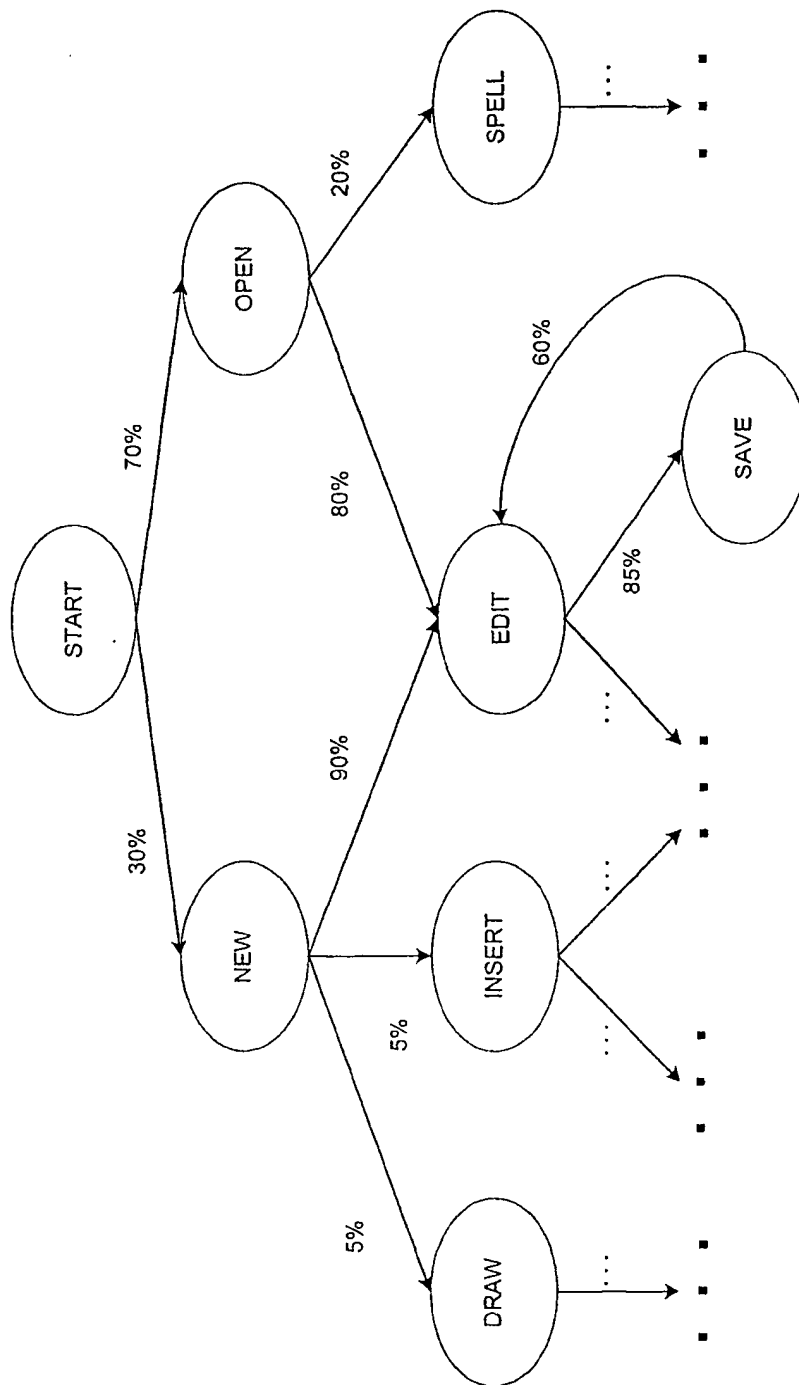 START
30%
70%
NEW
OPEN
5%
5%
90%
80%
20%
DRAW
INSERT
EDIT
SPELL
60%
85%
....
....
....
....
....
SAVE